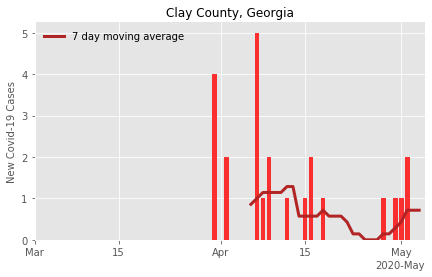 Clay County, Georgia
7 day moving average
New Covid-19 Cases
5
4
3
2
1
0
Mar 15 Apr 15 May
2020-May